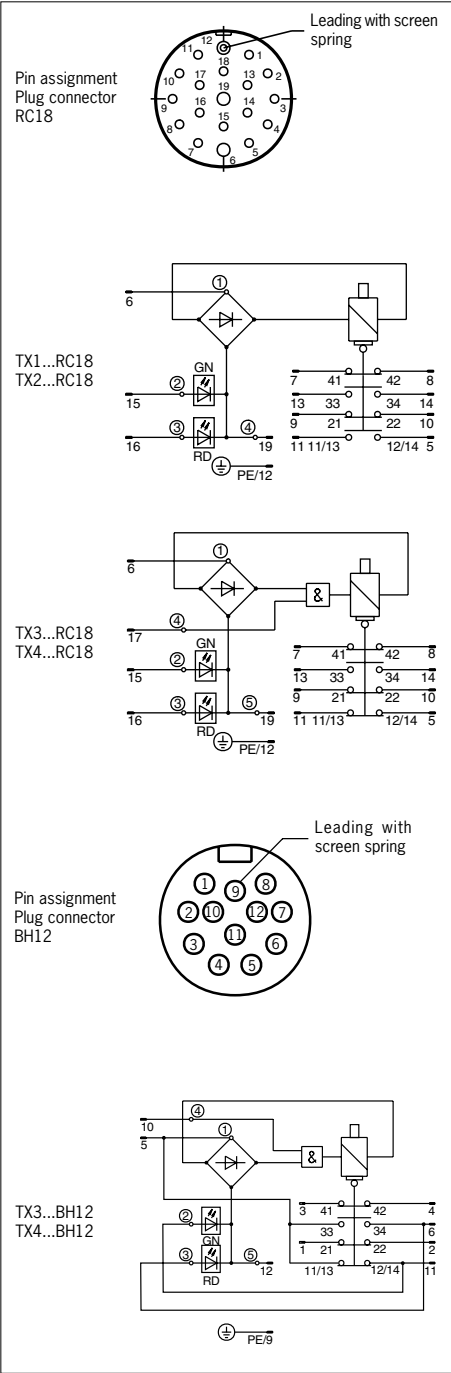 Leading with screen
spring
Pin assignment
Plug connector
RC18
12
11
1
18
10
17
13
2
19
9
3
16
14
8
15
4
7
5
6
TX1...RC18
TX2...RC18
①
6
GN
②
15
③
16
RD
④
19
PE/12
7 41 42 8
13 33 34 14
9 21 22 10
11 11/13 12/14 5
TX3...RC18
TX4...RC18
①
6
&
④
17
GN
②
15
③
16
RD
⑤
19
PE/12
7 41 42 8
13 33 34 14
9 21 22 10
11 11/13 12/14 5
Leading with
screen spring
Pin assignment
Plug connector
BH12
1 9 8
2 10 12 7
3 11 6
4 5
TX3...BH12
TX4...BH12
④
10
①
5
&
②
GN
③
RD
⑤
12
3 41 42 4
33 34 6
1 21 22 2
11/13 12/14 11
PE/9